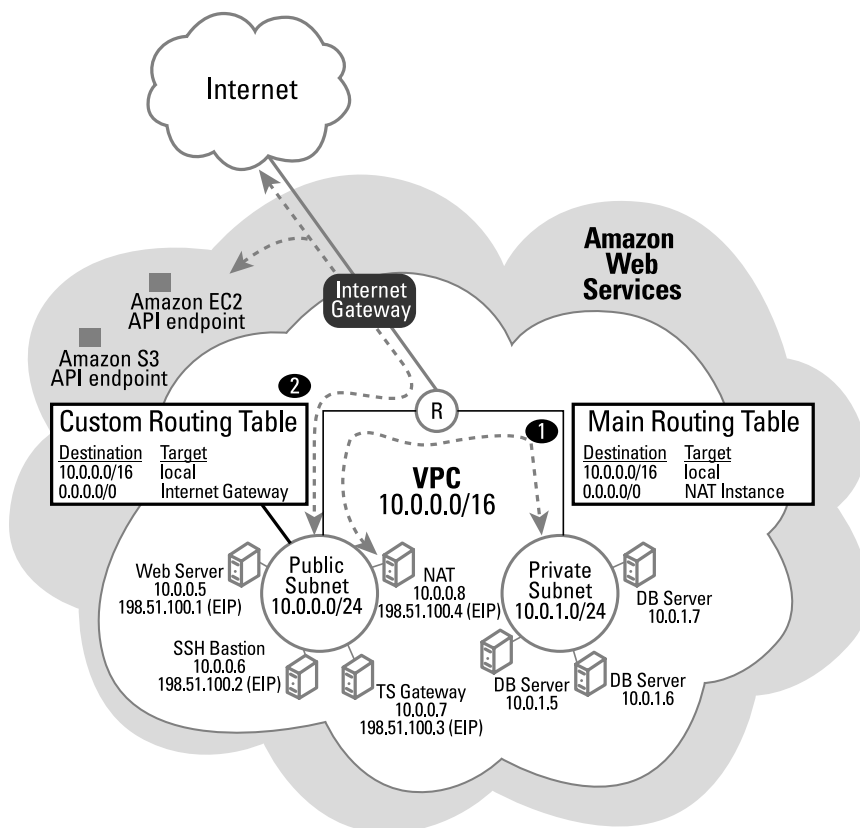 Internet
Amazon
Web
Services
Internet
Gateway
Amazon EC2
API endpoint
Amazon S3
API endpoint
2
R
1
Custom Routing Table
Destination Target
10.0.0.0/16 local
0.0.0.0/0 Internet Gateway
Main Routing Table
Destination Target
10.0.0.0/16 local
0.0.0.0/0 NAT Instance
VPC
10.0.0.0/16
Web Server
10.0.0.5
198.51.100.1 (EIP)
Public
Subnet
10.0.0.0/24
NAT
10.0.0.8
198.51.100.4 (EIP)
Private
Subnet
10.0.1.0/24
DB Server
10.0.1.7
SSH Bastion
10.0.0.6
198.51.100.2 (EIP)
TS Gateway
10.0.0.7
198.51.100.3 (EIP)
DB Server
10.0.1.5
DB Server
10.0.1.6